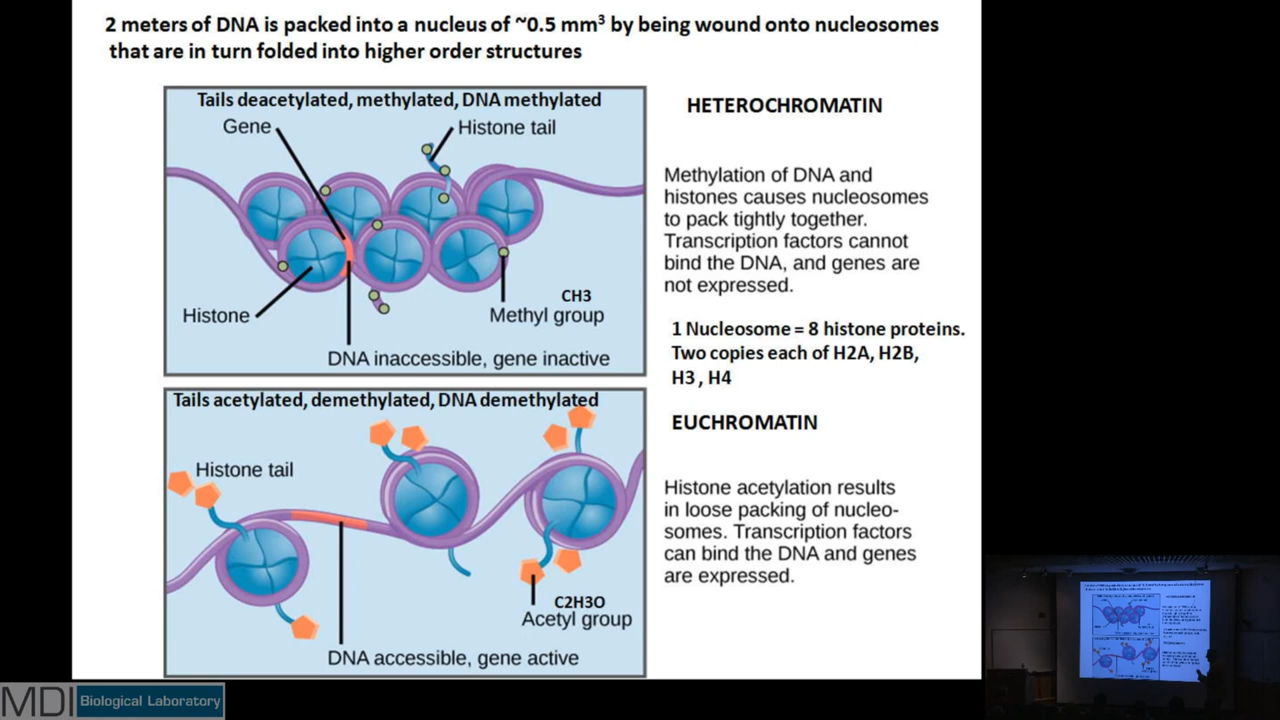 2 meters of DNA is packed into a nucleus of ~0.5 mm³ by being wound onto nucleosomes
that are in turn folded into higher order structures
Tails deacetylated, methylated, DNA methylated
Gene
Histone tail
Histone
CH3
Methyl group
DNA inaccessible, gene inactive
HETEROCHROMATIN
Methylation of DNA and
histones causes nucleosomes
to pack tightly together.
Transcription factors cannot
bind the DNA, and genes are
not expressed.
1 Nucleosome = 8 histone proteins.
Two copies each of H2A, H2B,
H3 , H4
Tails acetylated, demethylated, DNA demethylated
Histone tail
C2H3O
Acetyl group
DNA accessible, gene active
EUCHROMATIN
Histone acetylation results
in loose packing of nucleo-
somes. Transcription factors
can bind the DNA and genes
are expressed.
MDI Biological Laboratory